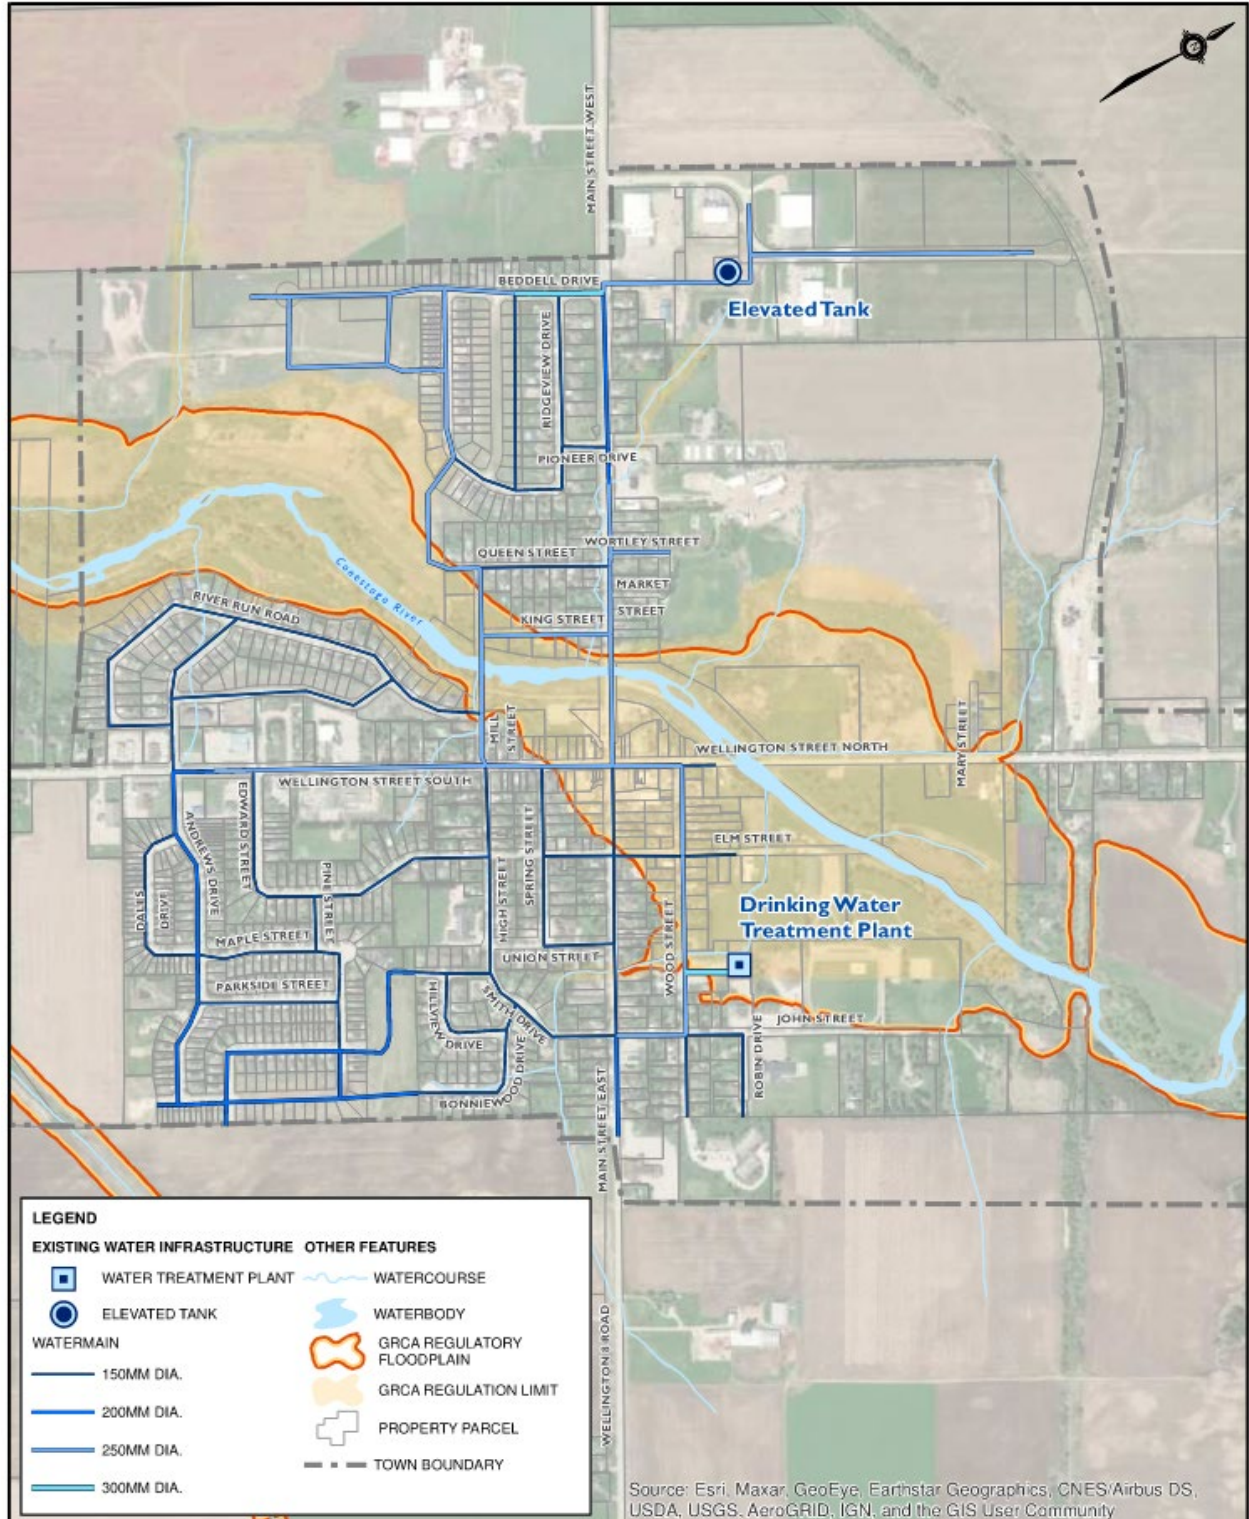 MAIN STREET WEST
BEDDELL DRIVE
Elevated Tank
RIDGEVIEW DRIVE
PIONEER DRIVE
WORTLEY STREET
QUEEN STREET
MARKET
STREET
KING STREET
Conestogo River
RIVER RUN ROAD
MILL
STREET
WELLINGTON STREET NORTH
MARY STREET
WELLINGTON STREET SOUTH
EDWARD STREET
ANDREWS DRIVE
SPRING STREET
HIGH STREET
ELM STREET
PINE STREET
DALES
DRIVE
Drinking Water
Treatment Plant
MAPLE STREET
UNION STREET
WOOD STREET
PARKSIDE STREET
HILLVIEW DRIVE
SMITH DRIVE
JOHN STREET
ROBIN DRIVE
BONNIEWOOD DRIVE
MAIN STREET EAST
WELLINGTON 8 ROAD
LEGEND
EXISTING WATER INFRASTRUCTURE
WATER TREATMENT PLANT
ELEVATED TANK
WATERMAIN
150MM DIA.
200MM DIA.
250MM DIA.
300MM DIA.
OTHER FEATURES
WATERCOURSE
WATERBODY
GRCA REGULATORY
FLOODPLAIN
GRCA REGULATION LIMIT
PROPERTY PARCEL
TOWN BOUNDARY
Source: Esri, Maxar, GeoEye, Earthstar Geographics, CNES/Airbus DS,
USDA, USGS, AeroGRID, IGN, and the GIS User Community